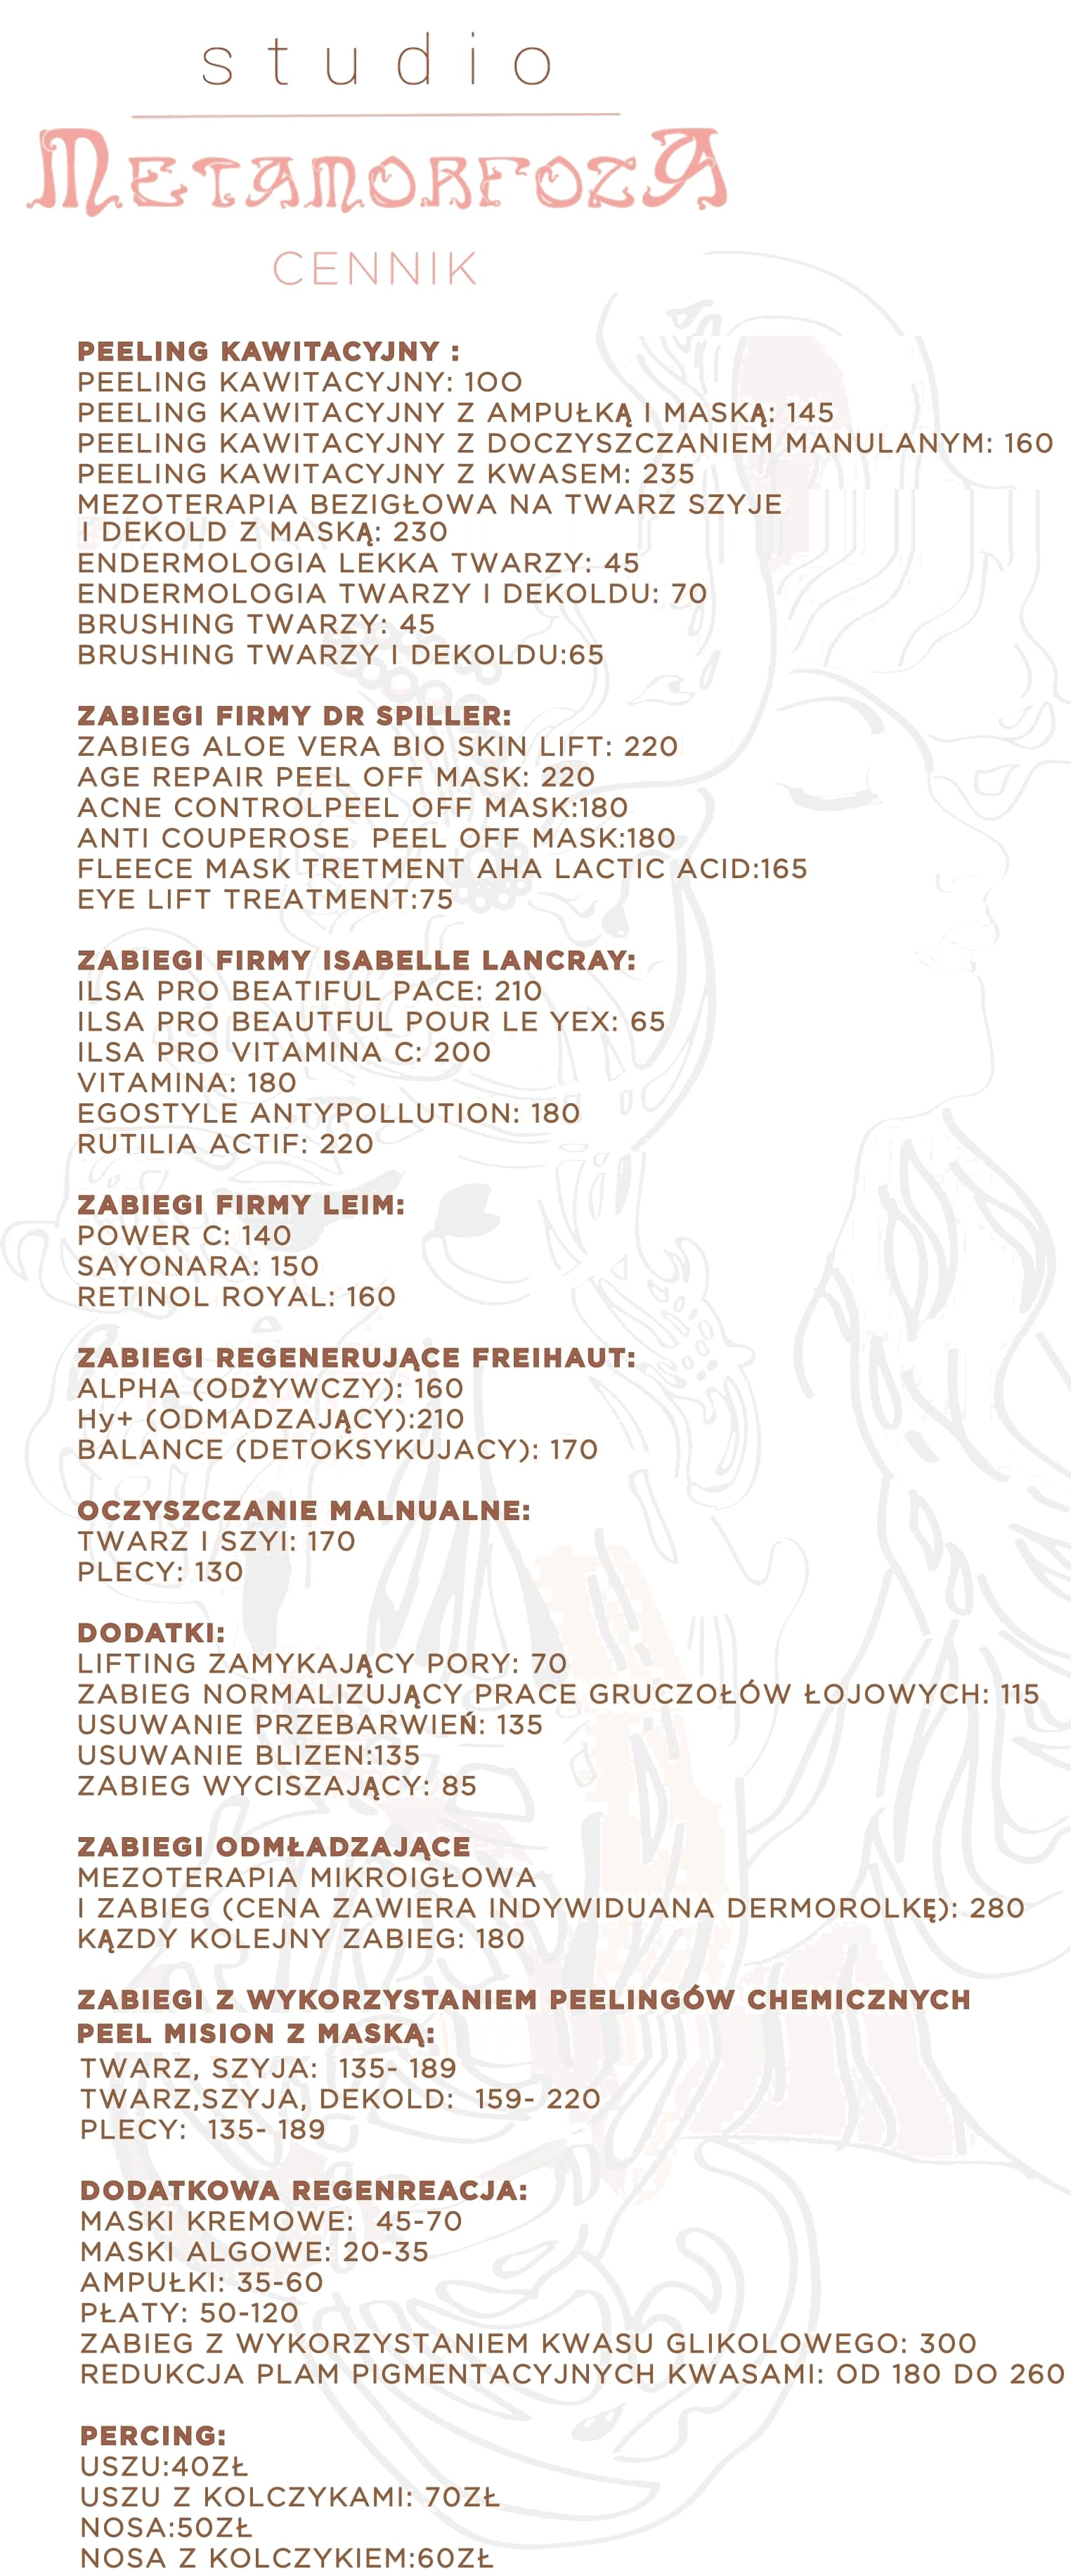 studio
METAMORFOZA
CENNIK
PEELING KAWITACYJNY :
PEELING KAWITACYJNY: 1OO
PEELING KAWITACYJNY Z AMPUŁKĄ I MASKĄ: 145
PEELING KAWITACYJNY Z DOCZYSZCZANIEM MANULANYM: 160
PEELING KAWITACYJNY Z KWASEM: 235
MEZOTERAPIA BEZIGŁOWA NA TWARZ SZYJE
I DEKOLD Z MASKĄ: 230
ENDERMOLOGIA LEKKA TWARZY: 45
ENDERMOLOGIA TWARZY I DEKOLDU: 70
BRUSHING TWARZY: 45
BRUSHING TWARZY I DEKOLDU:65
ZABIEGI FIRMY DR SPILLER:
ZABIEG ALOE VERA BIO SKIN LIFT: 220
AGE REPAIR PEEL OFF MASK: 220
ACNE CONTROLPEEL OFF MASK:180
ANTI COUPEROSE PEEL OFF MASK:180
FLEECE MASK TRETMENT AHA LACTIC ACID:165
EYE LIFT TREATMENT:75
ZABIEGI FIRMY ISABELLE LANCRAY:
ILSA PRO BEATIFUL PACE: 210
ILSA PRO BEAUTFUL POUR LE YEX: 65
ILSA PRO VITAMINA C: 200
VITAMINA: 180
EGOSTYLE ANTYPOLLUTION: 180
RUTILIA ACTIF: 220
ZABIEGI FIRMY LEIM:
POWER C: 140
SAYONARA: 150
RETINOL ROYAL: 160
ZABIEGI REGENERUJĄCE FREIHAUT:
ALPHA (ODŻYWCZY): 160
Hy+ (ODMADZAJĄCY):210
BALANCE (DETOKSYKUJACY): 170
OCZYSZCZANIE MALNUALNE:
TWARZ I SZYI: 170
PLECY: 130
DODATKI:
LIFTING ZAMYKAJĄCY PORY: 70
ZABIEG NORMALIZUJĄCY PRACE GRUCZOŁÓW ŁOJOWYCH: 115
USUWANIE PRZEBARWIEŃ: 135
USUWANIE BLIZEN:135
ZABIEG WYCISZAJĄCY: 85
ZABIEGI ODMŁADZAJĄCE
MEZOTERAPIA MIKROIGŁOWA
I ZABIEG (CENA ZAWIERA INDYWIDUANA DERMOROLKĘ): 280
KĄZDY KOLEJNY ZABIEG: 180
ZABIEGI Z WYKORZYSTANIEM PEELINGÓW CHEMICZNYCH
PEEL MISION Z MASKĄ:
TWARZ, SZYJA: 135- 189
TWARZ,SZYJA, DEKOLD: 159- 220
PLECY: 135- 189
DODATKOWA REGENREACJA:
MASKI KREMOWE: 45-70
MASKI ALGOWE: 20-35
AMPUŁKI: 35-60
PŁATY: 50-120
ZABIEG Z WYKORZYSTANIEM KWASU GLIKOLOWEGO: 300
REDUKCJA PLAM PIGMENTACYJNYCH KWASAMI: OD 180 DO 260
PERCING:
USZU:40ZŁ
USZU Z KOLCZYKAMI: 70ZŁ
NOSA:50ZŁ
NOSA Z KOLCZYKIEM:60ZŁ